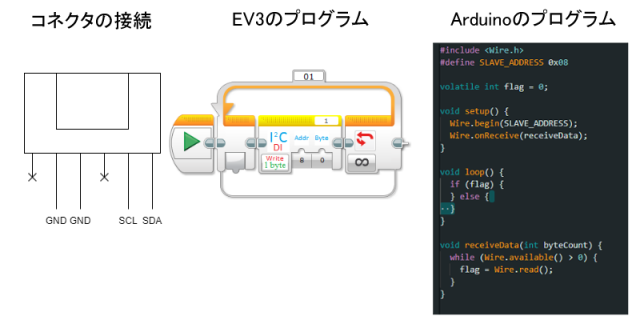 コネクタの接続
EV3のプログラム
Arduinoのプログラム
GND GND SCL SDA
01
1
I²C
DI
Addr Byte
Write
1 byte
8 0
∞
#include <Wire.h>
#define SLAVE_ADDRESS 0x08
volatile int flag = 0;
void setup() {
Wire.begin(SLAVE_ADDRESS);
Wire.onReceive(receiveData);
}
void loop() {
if (flag) {
} else {
}
}
void receiveData(int byteCount) {
while (Wire.available() > 0) {
flag = Wire.read();
}
}